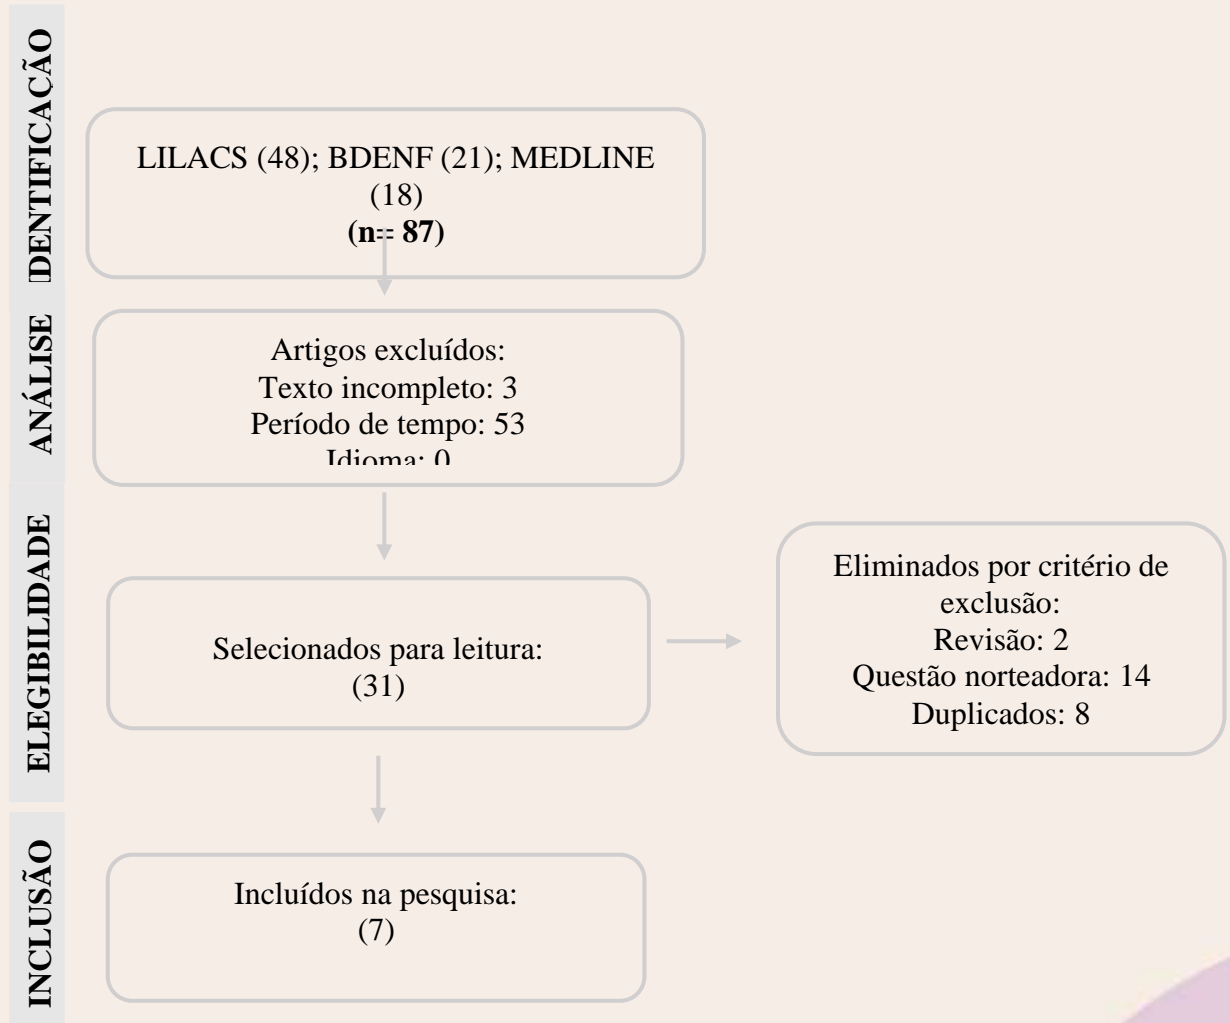 IDENTIFICAÇÃO
LILACS (48); BDENF (21); MEDLINE
(18)
(n= 87)
ANÁLISE
Artigos excluídos:
Texto incompleto: 3
Período de tempo: 53
Idioma: 0
ELEGIBILIDADE
Selecionados para leitura:
(31)
Eliminados por critério de
exclusão:
Revisão: 2
Questão norteadora: 14
Duplicados: 8
INCLUSÃO
Incluídos na pesquisa:
(7)